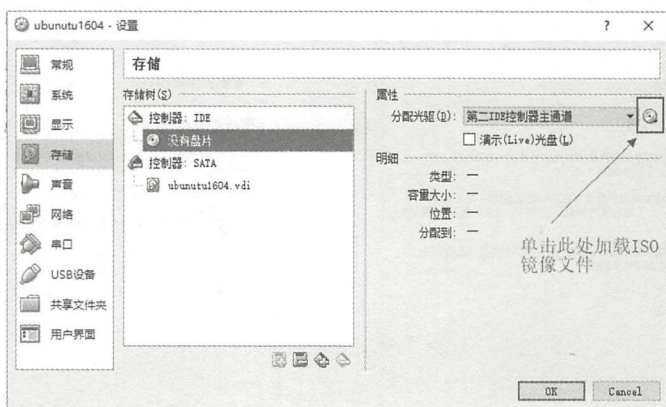 ubunutu1604 - 设置
? ×
常规
系统
显示
存储
声音
网络
串口
USB设备
共享文件夹
用户界面
存储
存储树(S)
控制器: IDE
没有盘片
控制器: SATA
ubunutu1604.vdi
属性
分配光驱(D): 第二IDE控制器主通道
演示(Live)光盘(L)
明细
类型: —
容量大小: —
位置: —
分配到: —
单击此处加载ISO
镜像文件
OK
Cancel